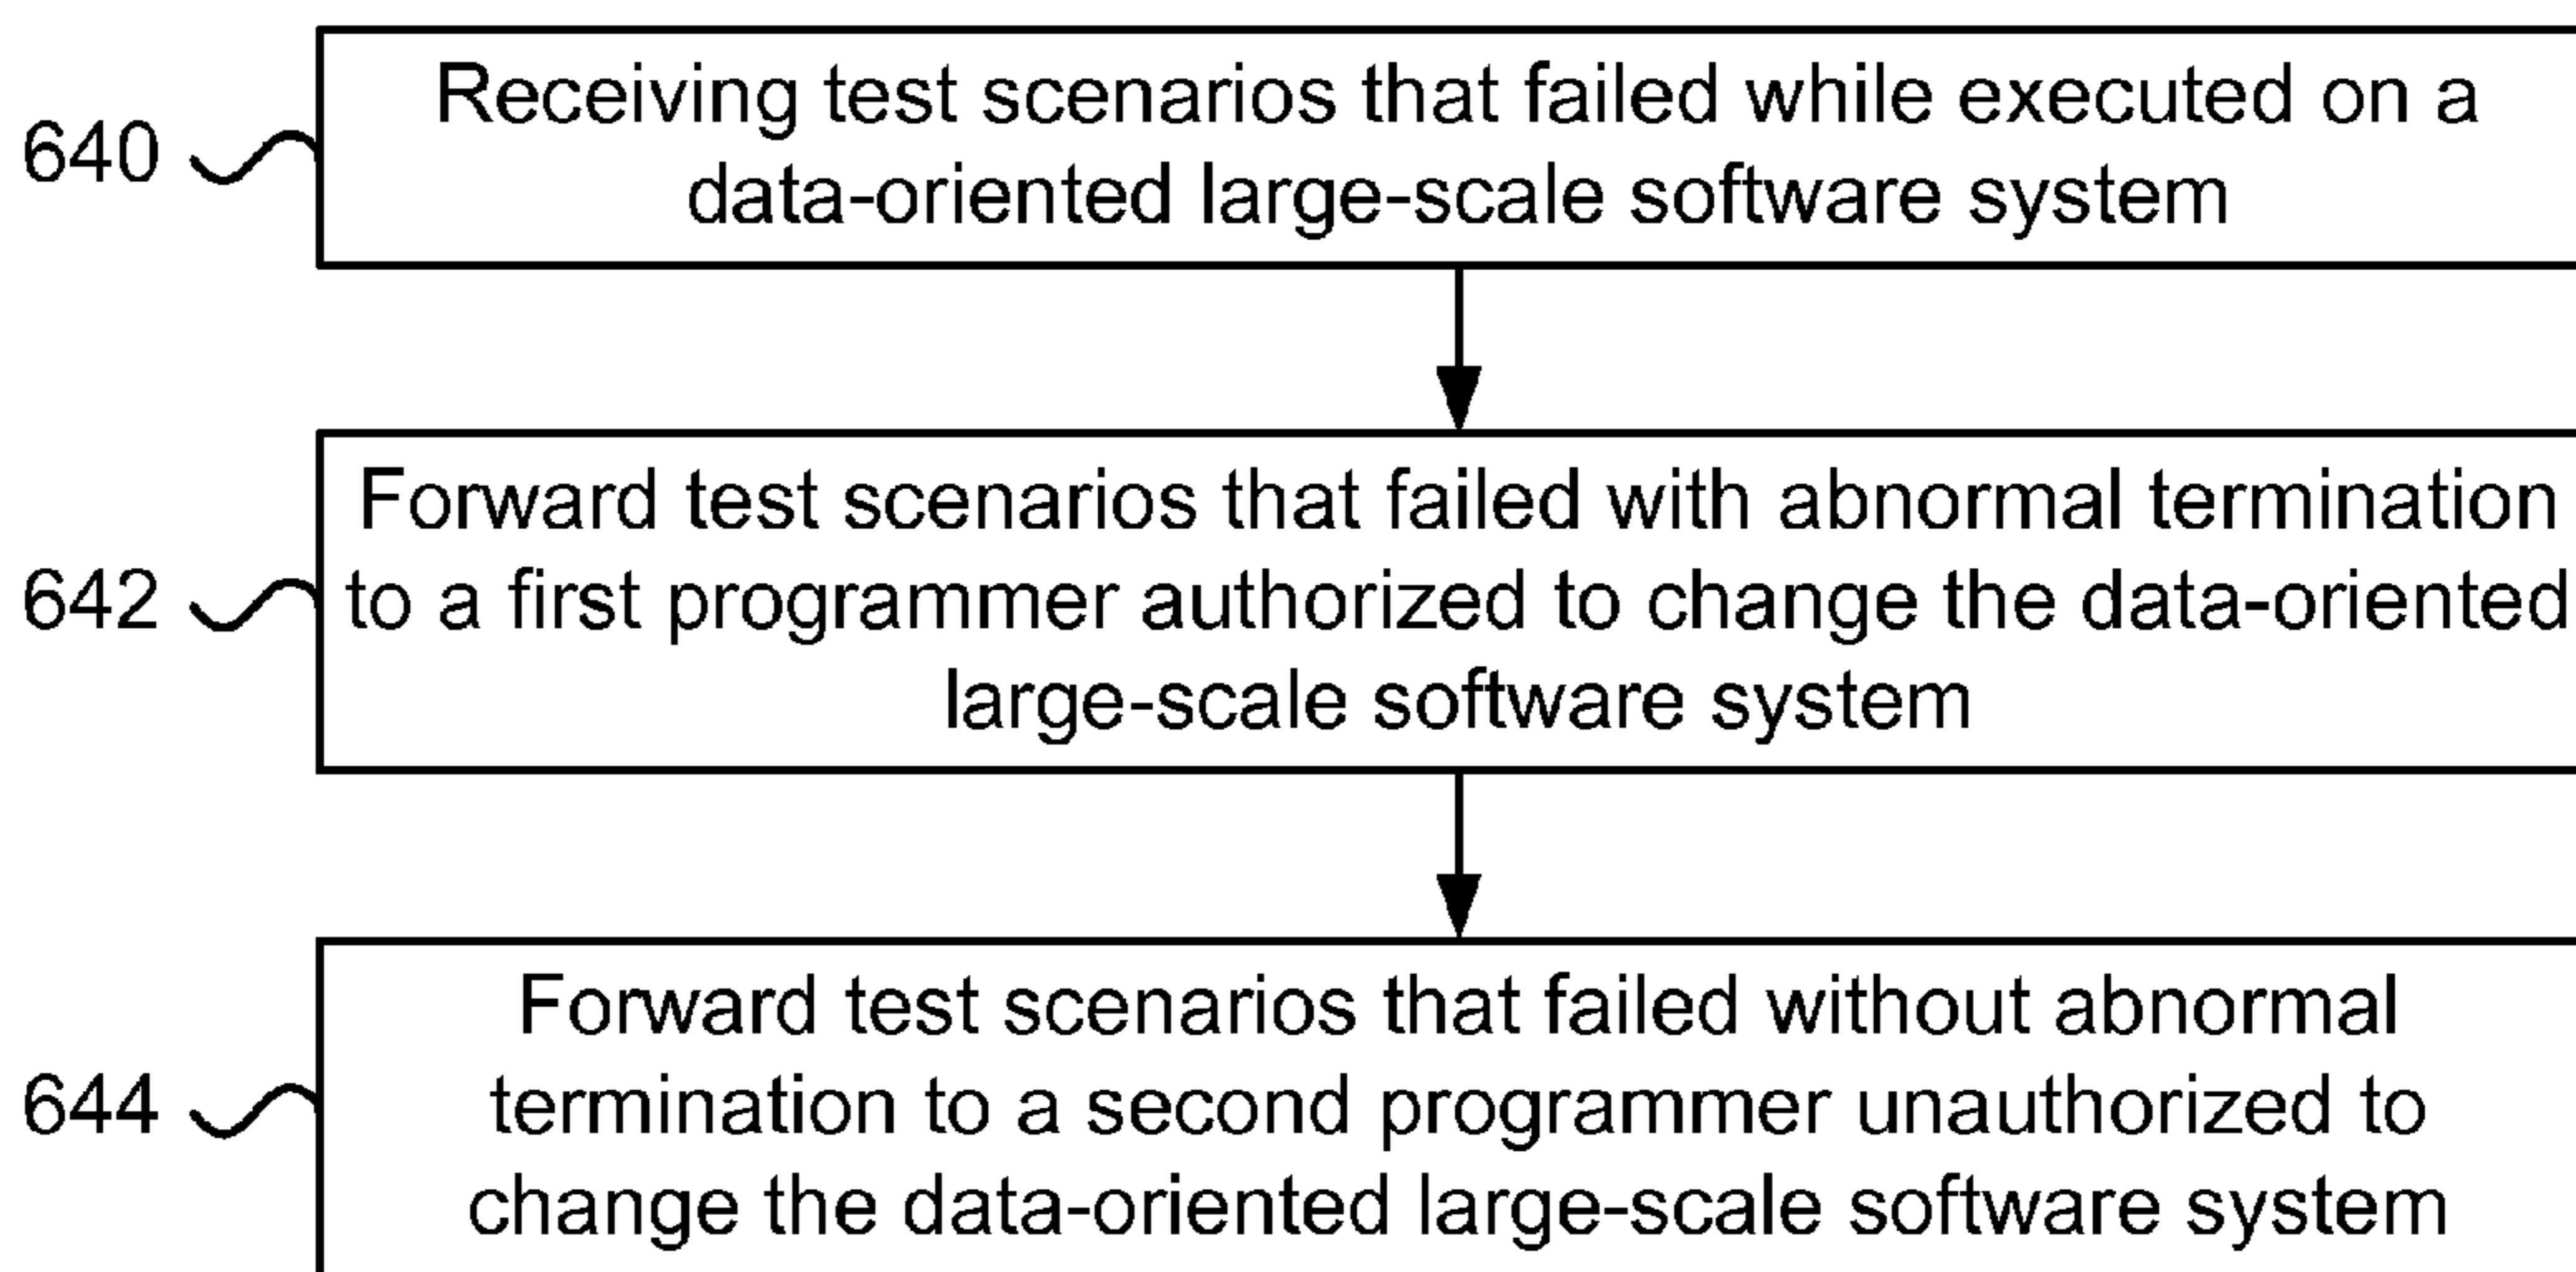 640
Receiving test scenarios that failed while executed on a
data-oriented large-scale software system
642
Forward test scenarios that failed with abnormal termination
to a first programmer authorized to change the data-oriented
large-scale software system
644
Forward test scenarios that failed without abnormal
termination to a second programmer unauthorized to
change the data-oriented large-scale software system